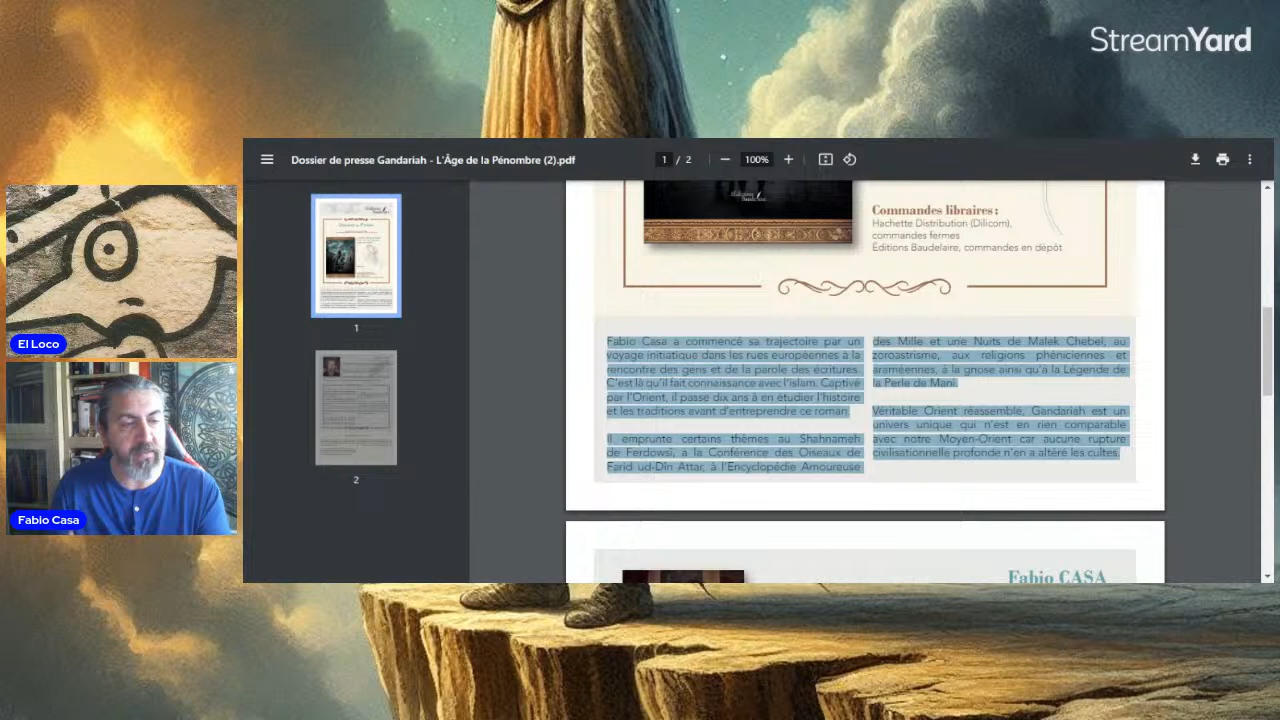 StreamYard
Dossier de presse Gandariah - L'Âge de la Pénombre (2).pdf
1 / 2
100%
El Loco
Fabio Casa
1
2
Commandes libraires :
Hachette Distribution (Dilicom),
commandes fermes
Éditions Baudelaire, commandes en dépôt
Fabio Casa a commencé sa trajectoire par un
voyage initiatique dans les rues européennes à la
rencontre des gens et de la parole des écritures.
C'est là qu'il fait connaissance avec l'islam. Captivé
par l'Orient, il passe dix ans à en étudier l'histoire
et les traditions avant d'entreprendre ce roman.
Il emprunte certains thèmes au Shahnameh
de Ferdowsi, a la Conférence des Oiseaux de
Farid ud-Dîn Attar, à l'Encyclopédie Amoureuse
des Mille et une Nuits de Malek Chebel, au
zoroastrisme, aux religions phéniciennes et
araméennes, à la gnose ainsi qu'à la Légende de
la Perle de Mani.
Véritable Orient réassemblé, Gandariah est un
univers unique qui n'est en rien comparable
avec notre Moyen-Orient car aucune rupture
civilisationnelle profonde n'en a altéré les cultes.
Fabio CASA